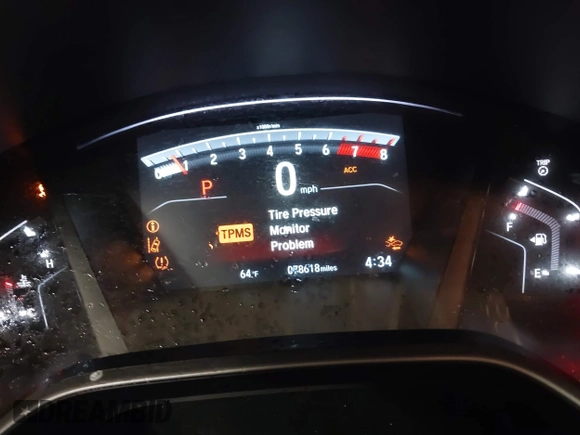 x1000r/min
0 1 2 3 4 5 6 7 8
P
0 mph
ACC
TPMS
Tire Pressure
Monitor
Problem
64°F
078618 miles
4:34
H
TRIP
F
E
DREAMBID